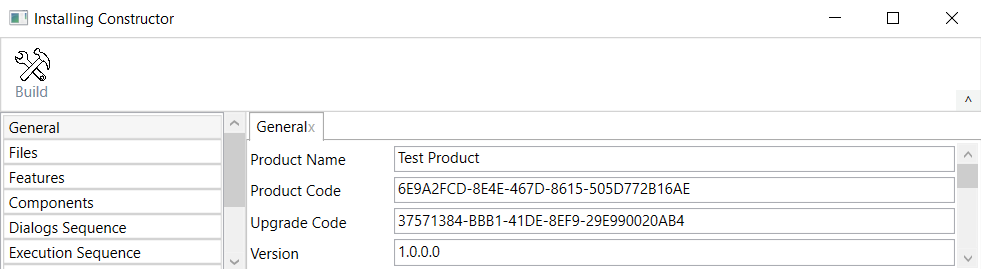 Installing Constructor
Build
^
General
Files
Features
Components
Dialogs Sequence
Execution Sequence
Generalx
Product Name Test Product
Product Code 6E9A2FCD-8E4E-467D-8615-505D772B16AE
Upgrade Code 37571384-BBB1-41DE-8EF9-29E990020AB4
Version 1.0.0.0